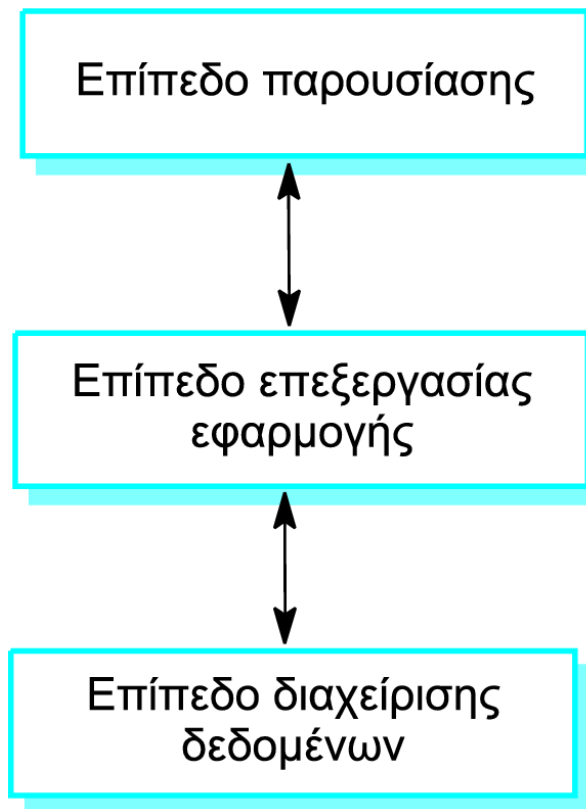 Επίπεδο παρουσίασης
Επίπεδο επεξεργασίας
εφαρμογής
Επίπεδο διαχείρισης
δεδομένων